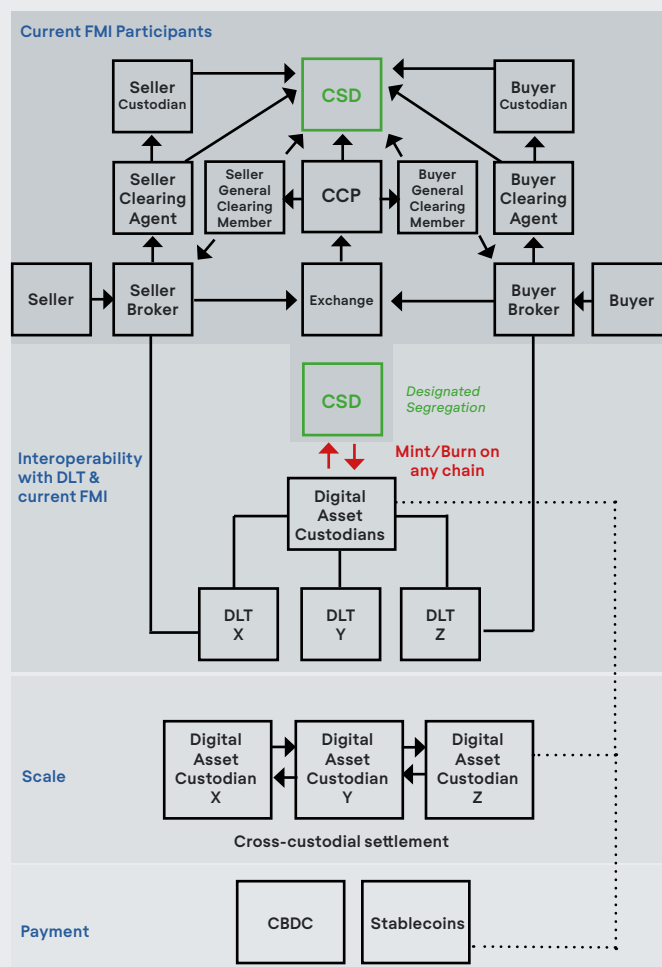 Current FMI Participants
Seller
Custodian
CSD
Buyer
Custodian
Seller
Clearing
Agent
Seller
General
Clearing
Member
CCP
Buyer
General
Clearing
Member
Buyer
Clearing
Agent
Seller
Seller
Broker
Exchange
Buyer
Broker
Buyer
CSD
Designated
Segregation
Interoperability
with DLT &
current FMI
Mint/Burn on
any chain
Digital
Asset
Custodians
DLT
X
DLT
Y
DLT
Z
Scale
Digital
Asset
Custodian
X
Digital
Asset
Custodian
Y
Digital
Asset
Custodian
Z
Cross-custodial settlement
Payment
CBDC
Stablecoins